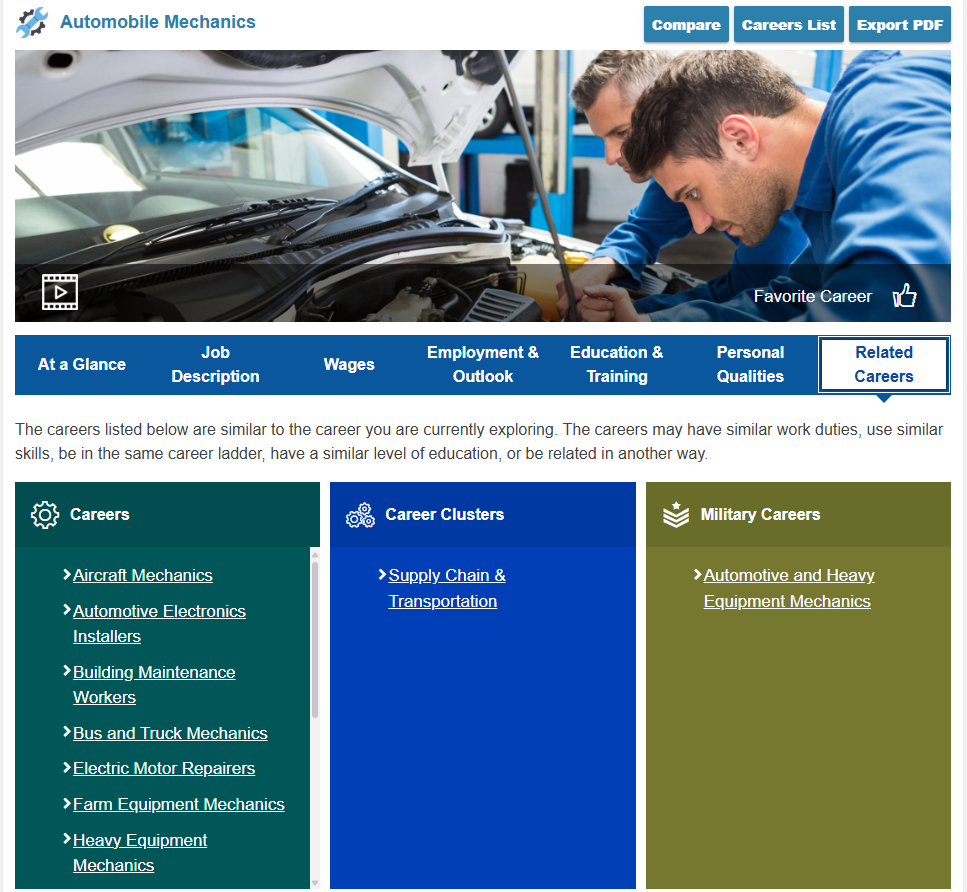 Automobile Mechanics
Compare
Careers List
Export PDF
Favorite Career
At a Glance
Job
Description
Wages
Employment &
Outlook
Education &
Training
Personal
Qualities
Related
Careers
The careers listed below are similar to the career you are currently exploring. The careers may have similar work duties, use similar
skills, be in the same career ladder, have a similar level of education, or be related in another way.
Careers
Aircraft Mechanics
Automotive Electronics
Installers
Building Maintenance
Workers
Bus and Truck Mechanics
Electric Motor Repairers
Farm Equipment Mechanics
Heavy Equipment
Mechanics
Career Clusters
Supply Chain &
Transportation
Military Careers
Automotive and Heavy
Equipment Mechanics